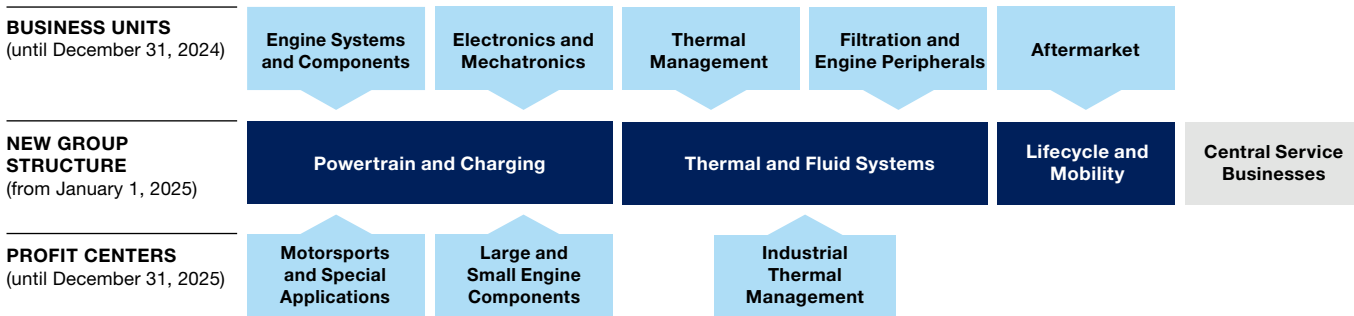 BUSINESS UNITS
(until December 31, 2024)
Engine Systems
and Components
Electronics and
Mechatronics
Thermal
Management
Filtration and
Engine Peripherals
Aftermarket
NEW GROUP
STRUCTURE
(from January 1, 2025)
Powertrain and Charging
Thermal and Fluid Systems
Lifecycle and
Mobility
Central Service
Businesses
PROFIT CENTERS
(until December 31, 2025)
Motorsports
and Special
Applications
Large and
Small Engine
Components
Industrial
Thermal
Management